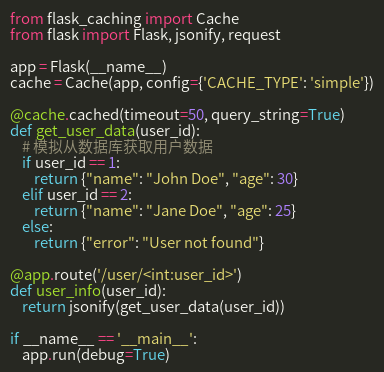 from flask_caching import Cache
from flask import Flask, jsonify, request

app = Flask(__name__)
cache = Cache(app, config={'CACHE_TYPE': 'simple'})

@cache.cached(timeout=50, query_string=True)
def get_user_data(user_id):
    # 模拟从数据库获取用户数据
    if user_id == 1:
        return {"name": "John Doe", "age": 30}
    elif user_id == 2:
        return {"name": "Jane Doe", "age": 25}
    else:
        return {"error": "User not found"}

@app.route('/user/<int:user_id>')
def user_info(user_id):
    return jsonify(get_user_data(user_id))

if __name__ == '__main__':
    app.run(debug=True)